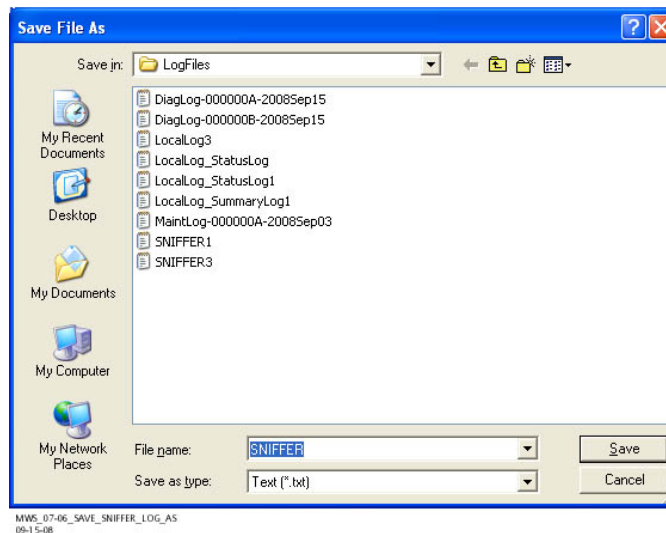 Save File As
Save in: LogFiles
DiagLog-000000A-2008Sep15
DiagLog-000000B-2008Sep15
LocalLog3
LocalLog_StatusLog
LocalLog_StatusLog1
LocalLog_SummaryLog1
MaintLog-000000A-2008Sep03
SNIFFER1
SNIFFER3
My Recent
Documents
Desktop
My Documents
My Computer
My Network
Places
File name: SNIFFER Save
Save as type: Text (*.txt) Cancel
MWS_07-06_SAVE_SNIFFER_LOG_AS
09-15-08